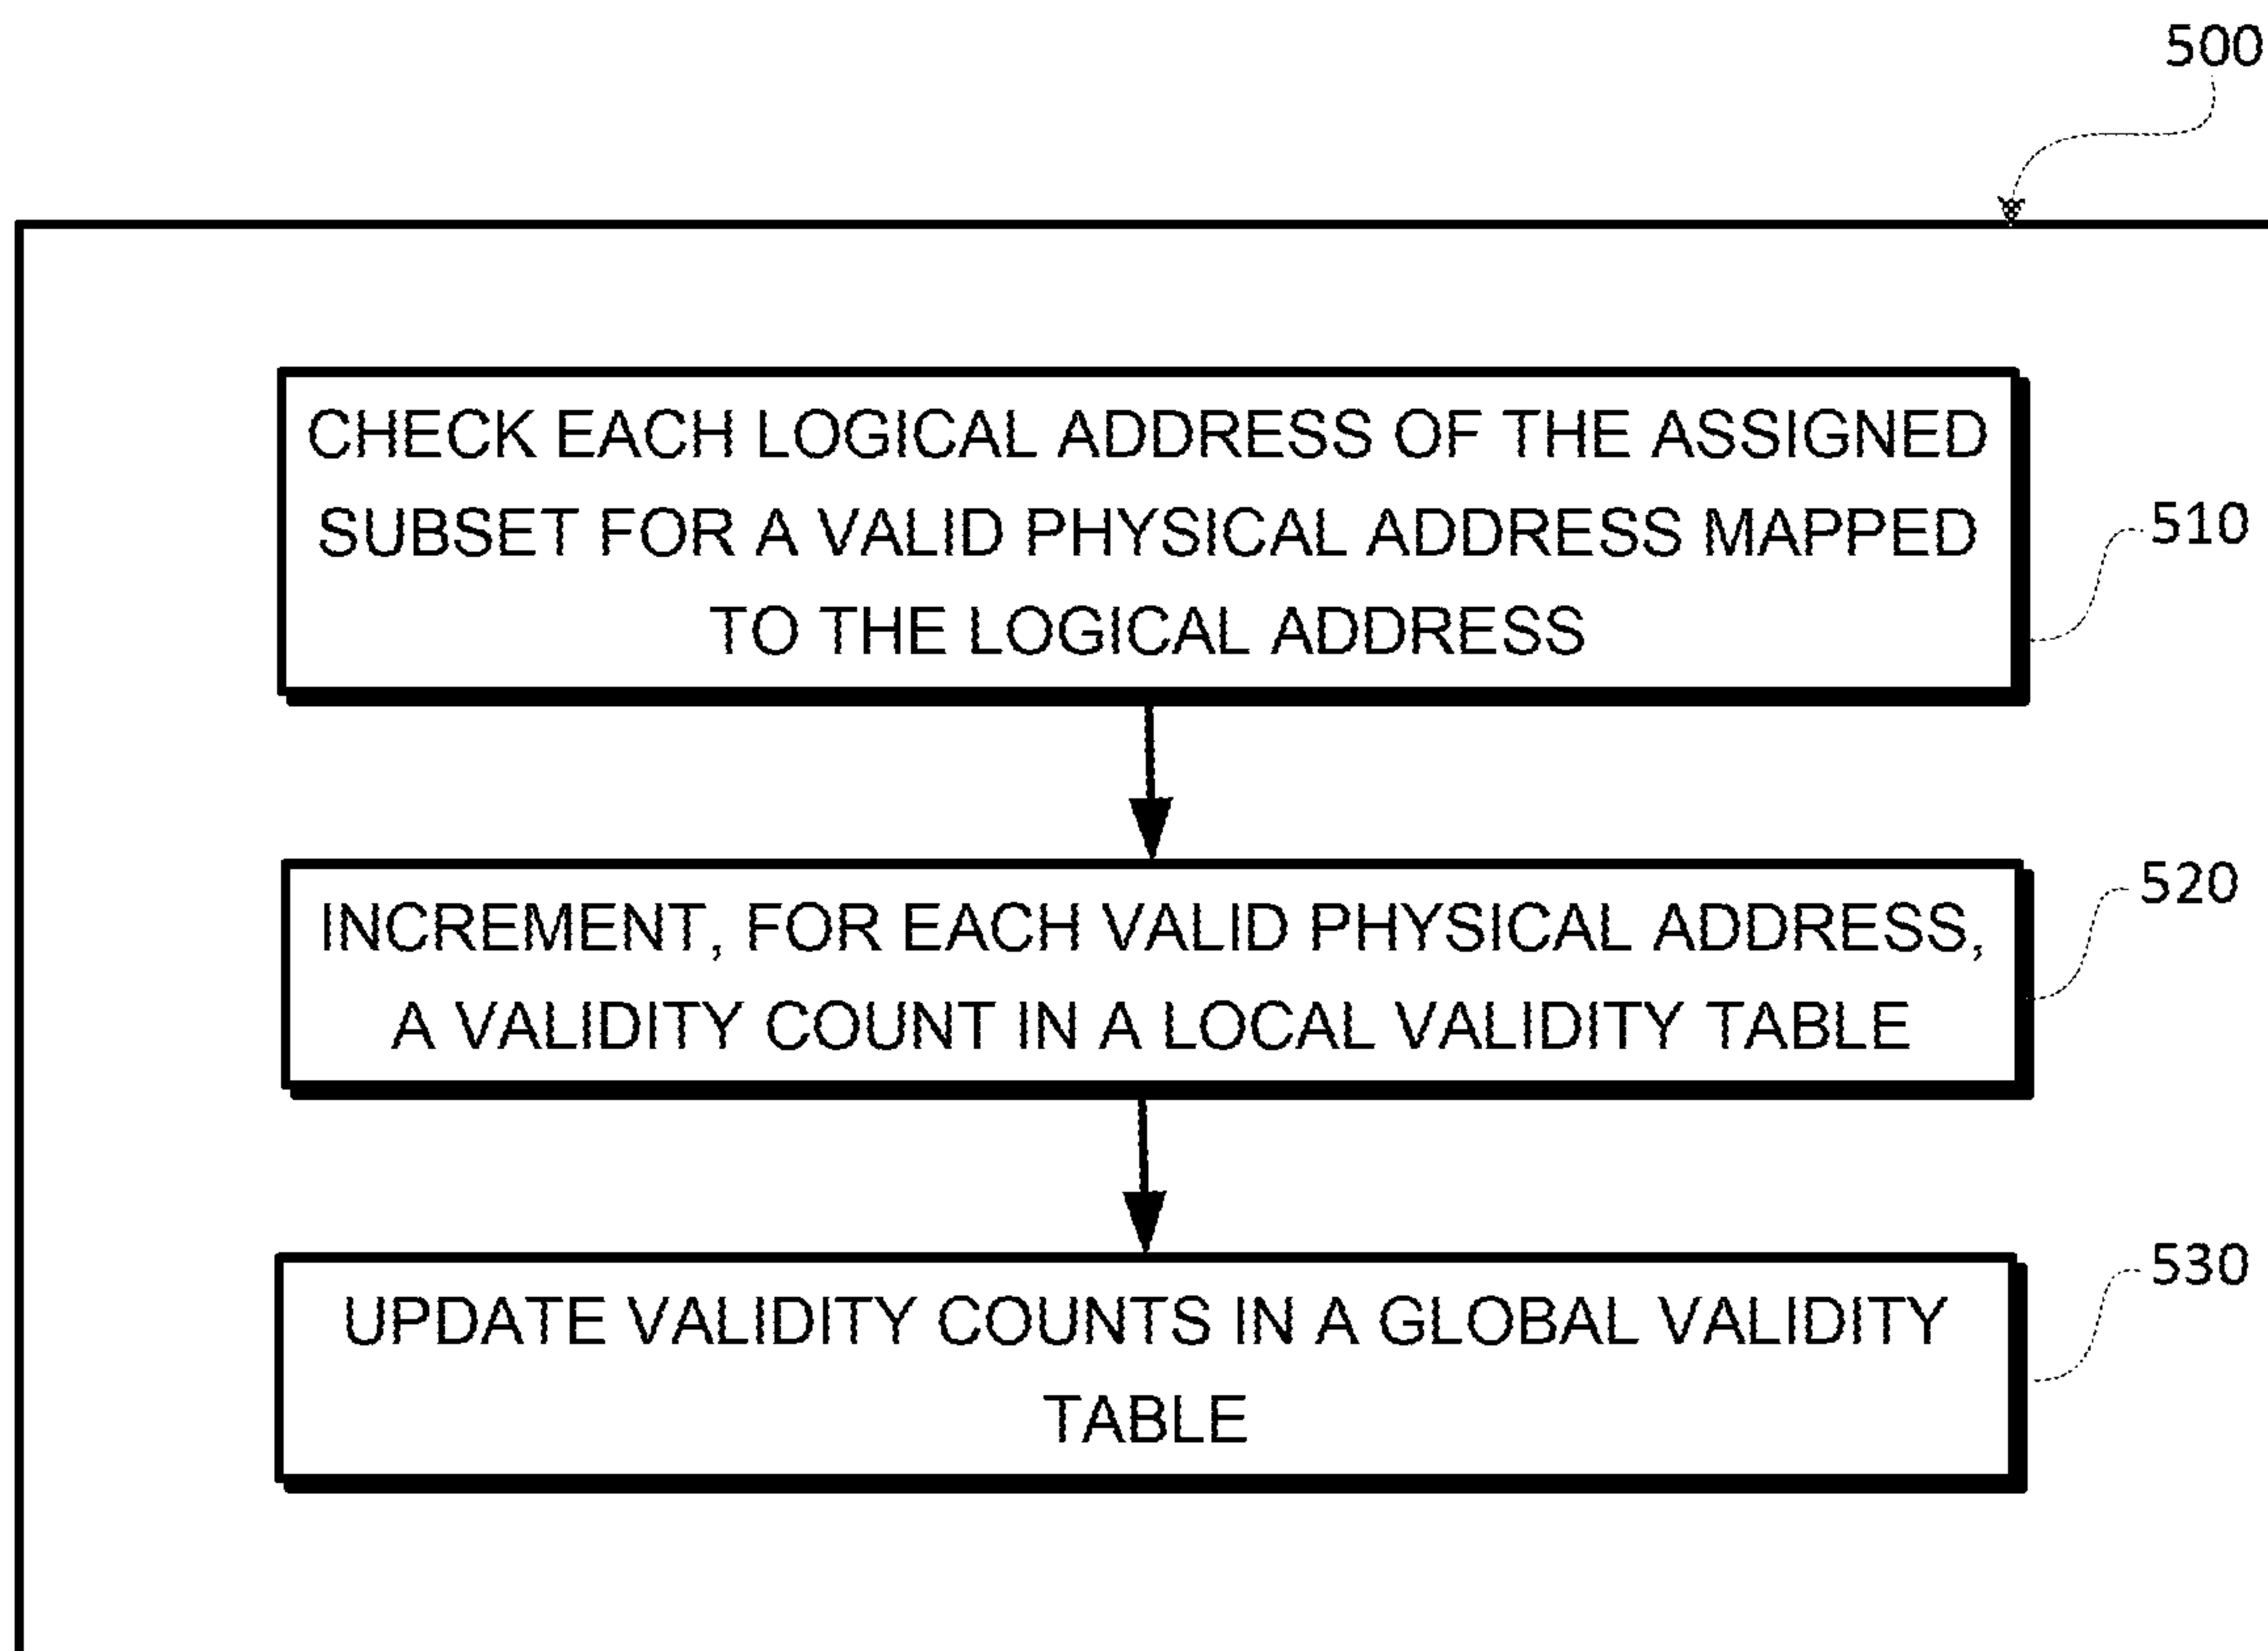 500
CHECK EACH LOGICAL ADDRESS OF THE ASSIGNED
SUBSET FOR A VALID PHYSICAL ADDRESS MAPPED
TO THE LOGICAL ADDRESS
510
INCREMENT, FOR EACH VALID PHYSICAL ADDRESS,
A VALIDITY COUNT IN A LOCAL VALIDITY TABLE
520
UPDATE VALIDITY COUNTS IN A GLOBAL VALIDITY
TABLE
530